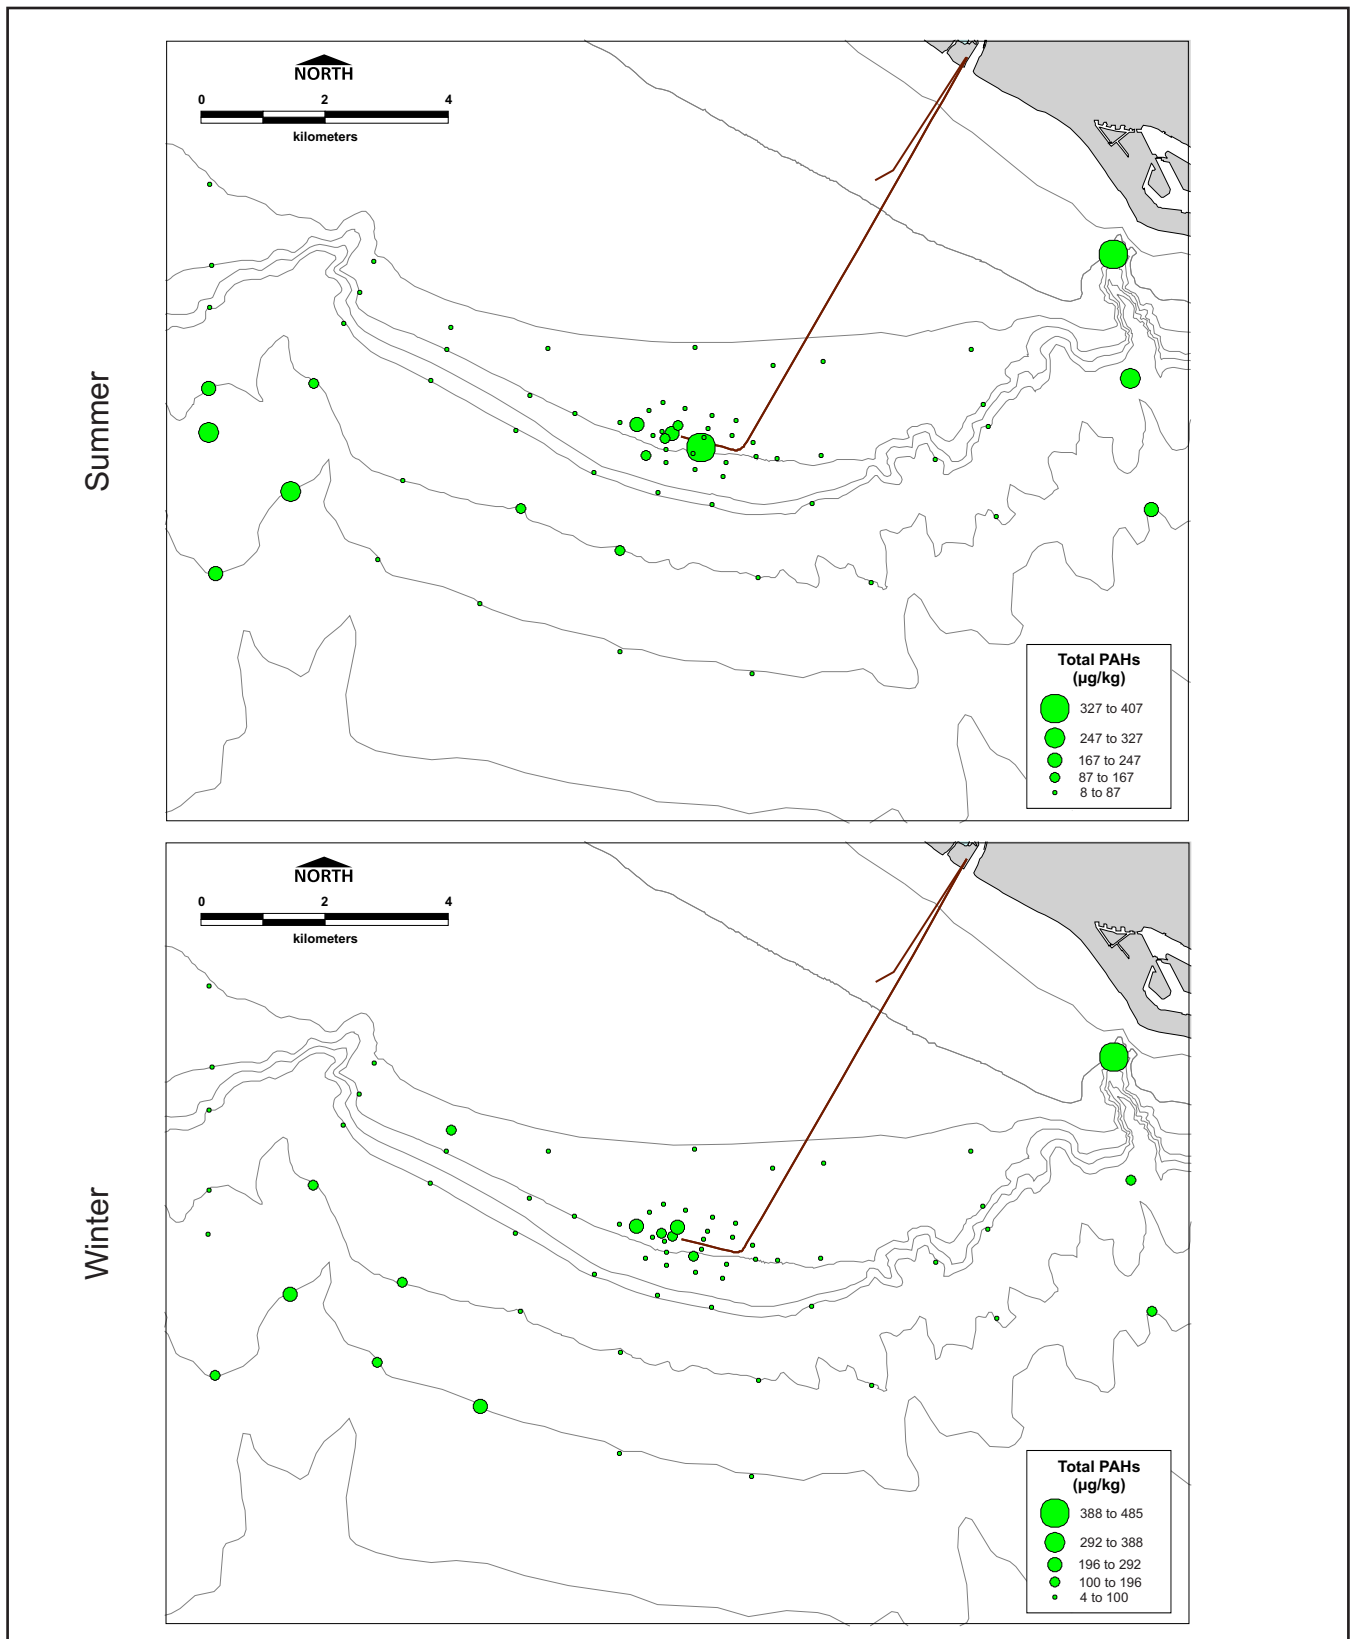 Summer
NORTH
0 2 4
kilometers
Total PAHs
(µg/kg)
327 to 407
247 to 327
167 to 247
87 to 167
8 to 87
Winter
NORTH
0 2 4
kilometers
Total PAHs
(µg/kg)
388 to 485
292 to 388
196 to 292
100 to 196
4 to 100